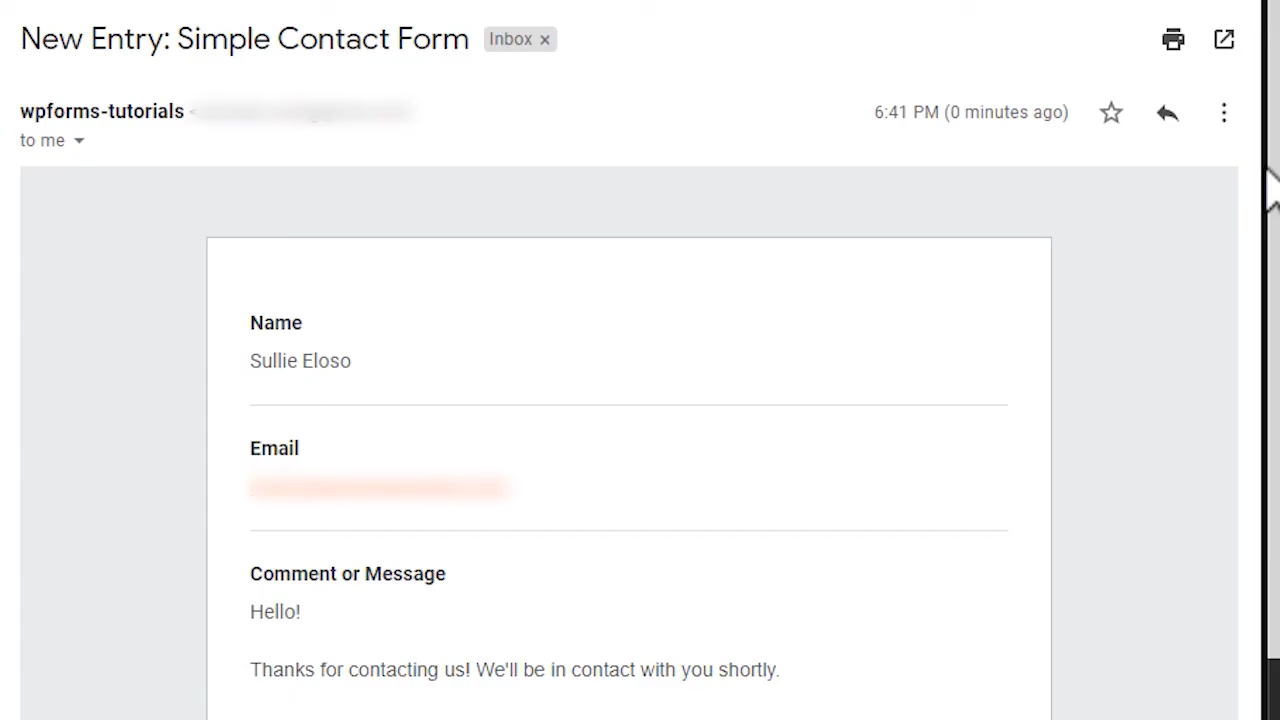 New Entry: Simple Contact Form Inbox ×
wpforms-tutorials
6:41 PM (0 minutes ago)
to me
Name
Sullie Eloso
Email
Comment or Message
Hello!
Thanks for contacting us! We'll be in contact with you shortly.